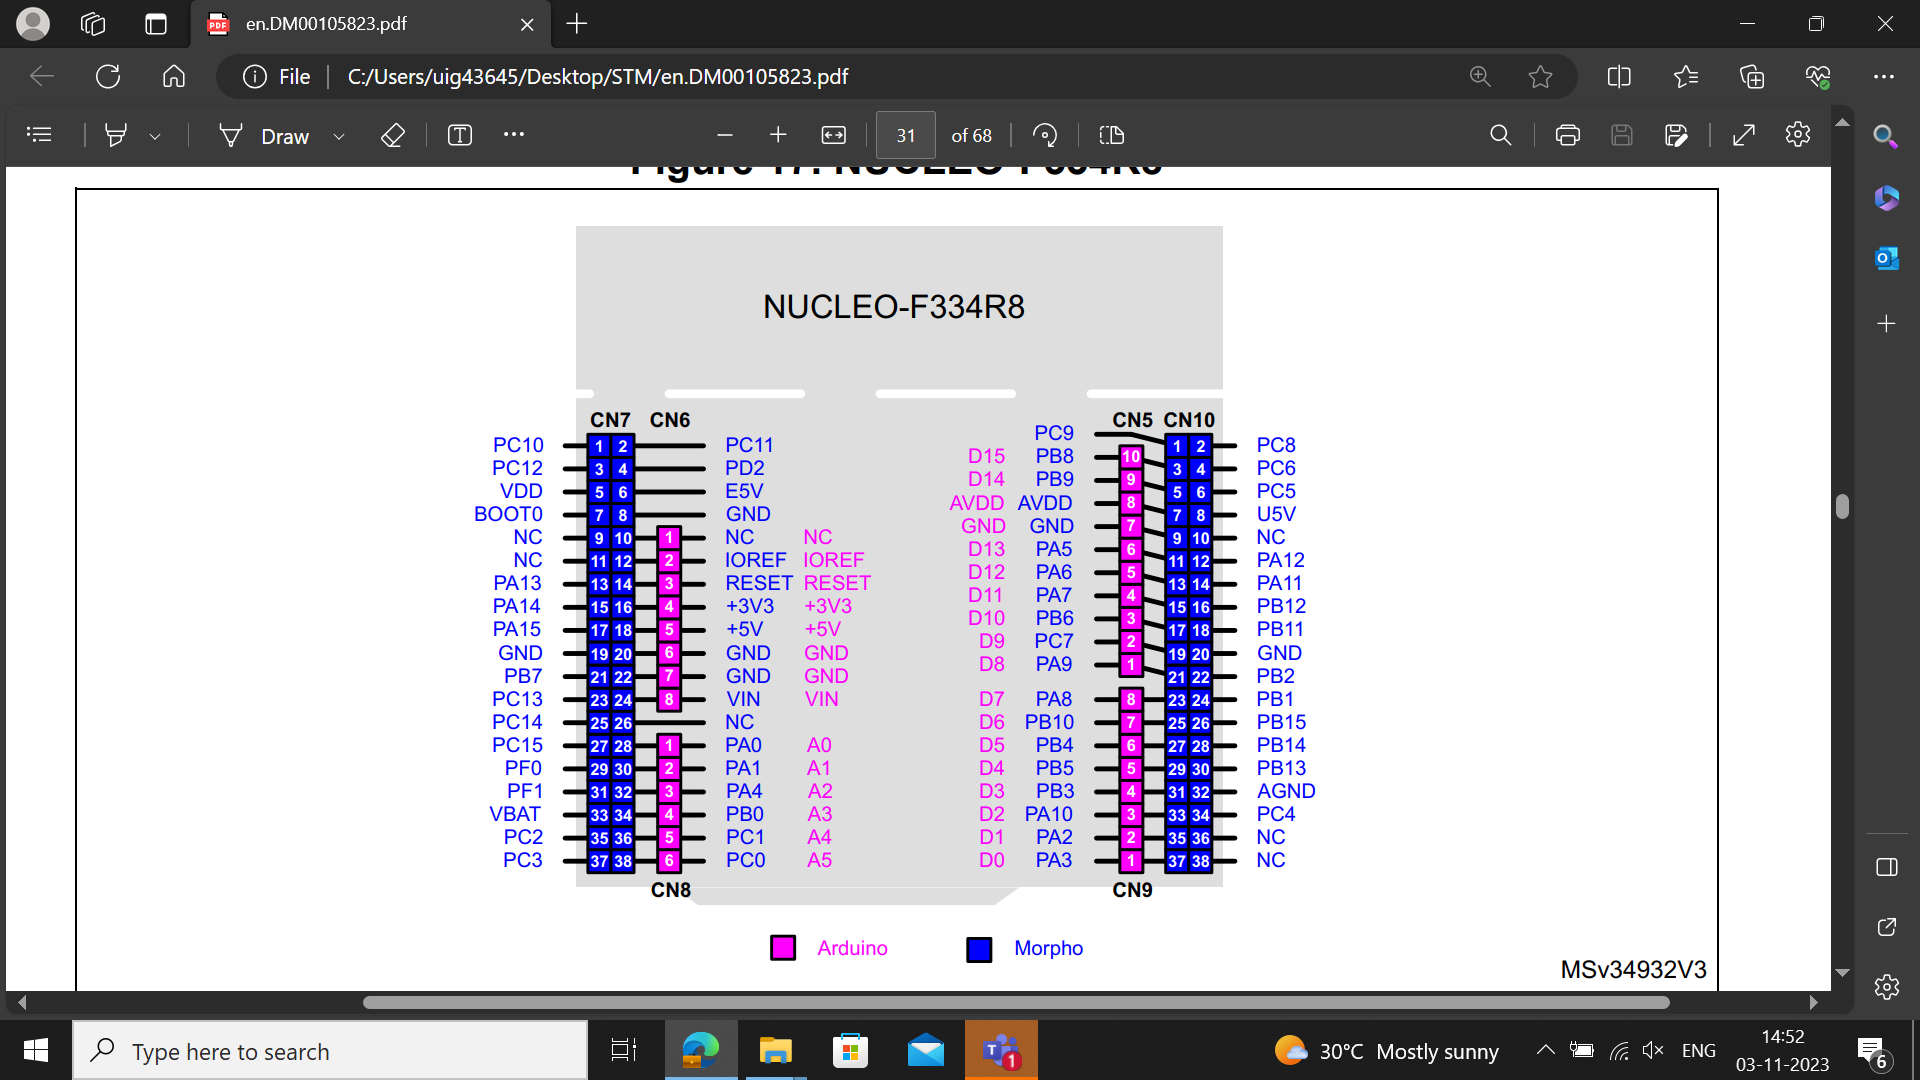 en.DM00105823.pdf
File C:/Users/uig43645/Desktop/STM/en.DM00105823.pdf
Draw 31 of 68
NUCLEO-F334R8
CN7 CN6 CN5 CN10
PC9
PC10 1 2 PC11 1 2 PC8
D15 PB8 10
PC12 3 4 PD2 3 4 PC6
D14 PB9 9
VDD 5 6 E5V 5 6 PC5
AVDD AVDD 8
BOOT0 7 8 GND 7 8 U5V
GND GND 7
NC 9 10 1 NC NC 9 10 NC
D13 PA5 6
NC 11 12 2 IOREF IOREF 11 12 PA12
D12 PA6 5
PA13 13 14 3 RESET RESET 13 14 PA11
D11 PA7 4
PA14 15 16 4 +3V3 +3V3 15 16 PB12
D10 PB6 3
PA15 17 18 5 +5V +5V 17 18 PB11
D9 PC7 2
GND 19 20 6 GND GND 19 20 GND
D8 PA9 1
PB7 21 22 7 GND GND 21 22 PB2
PC13 23 24 8 VIN VIN D7 PA8 8 23 24 PB1
PC14 25 26 NC D6 PB10 7 25 26 PB15
PC15 27 28 1 PA0 A0 D5 PB4 6 27 28 PB14
PF0 29 30 2 PA1 A1 D4 PB5 5 29 30 PB13
PF1 31 32 3 PA4 A2 D3 PB3 4 31 32 AGND
VBAT 33 34 4 PB0 A3 D2 PA10 3 33 34 PC4
PC2 35 36 5 PC1 A4 D1 PA2 2 35 36 NC
PC3 37 38 6 PC0 A5 D0 PA3 1 37 38 NC
CN8 CN9
Arduino Morpho
MSv34932V3
Type here to search 1 30°C Mostly sunny ENG 14:52 6
03-11-2023